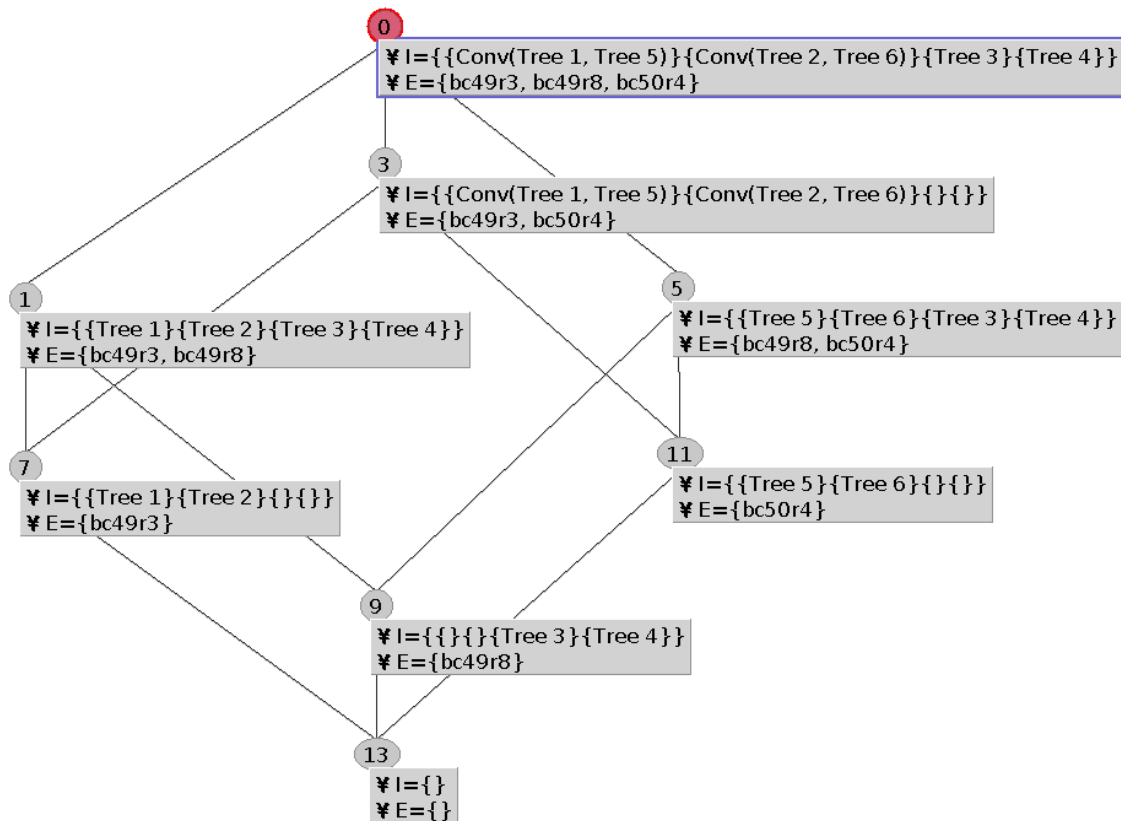 0
¥ I={{Conv(Tree 1, Tree 5)}{Conv(Tree 2, Tree 6)}{Tree 3}{Tree 4}}
¥ E={bc49r3, bc49r8, bc50r4}
3
¥ I={{Conv(Tree 1, Tree 5)}{Conv(Tree 2, Tree 6)}{}{}}
¥ E={bc49r3, bc50r4}
1
¥ I={{Tree 1}{Tree 2}{Tree 3}{Tree 4}}
¥ E={bc49r3, bc49r8}
5
¥ I={{Tree 5}{Tree 6}{Tree 3}{Tree 4}}
¥ E={bc49r8, bc50r4}
7
¥ I={{Tree 1}{Tree 2}{}{}}
¥ E={bc49r3}
11
¥ I={{Tree 5}{Tree 6}{}{}}
¥ E={bc50r4}
9
¥ I={{}{}{Tree 3}{Tree 4}}
¥ E={bc49r8}
13
¥ I={}
¥ E={}